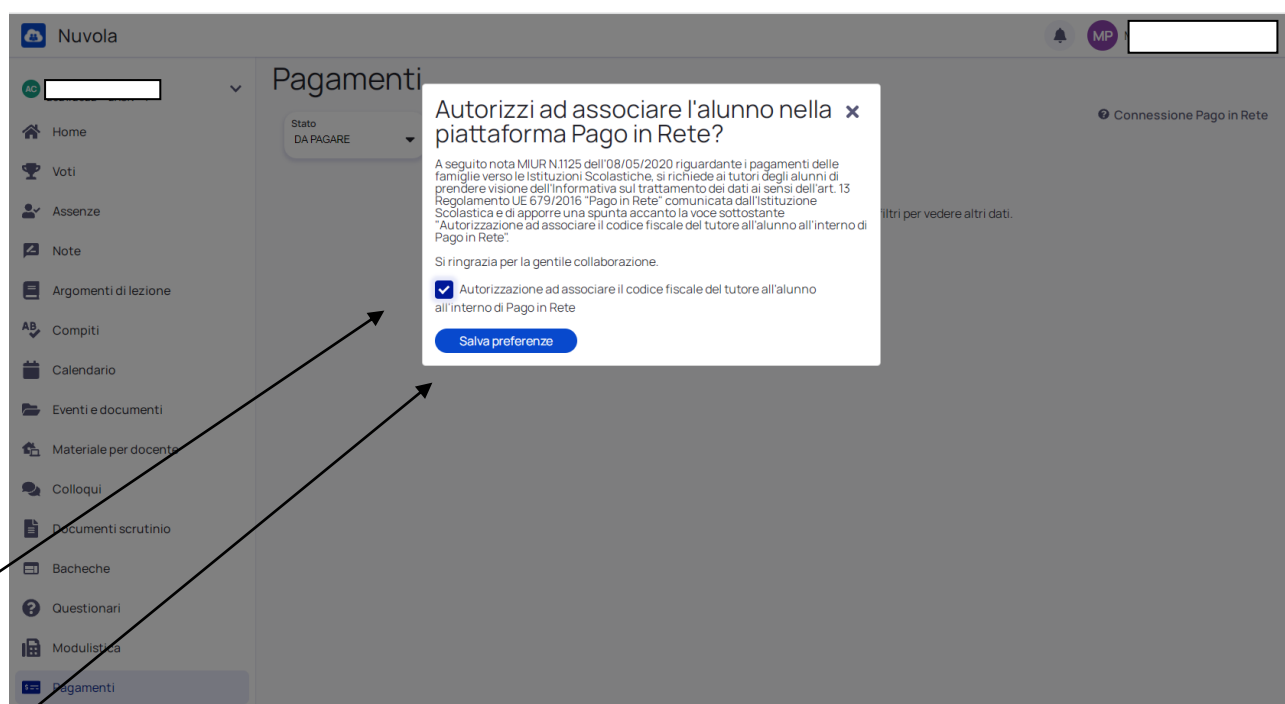 Nuvola
MP
AC
Home
Voti
Assenze
Note
Argomenti di lezione
Compiti
Calendario
Eventi e documenti
Materiale per docente
Colloqui
Documenti scrutinio
Bacheche
Questionari
Modulistica
Pagamenti
Pagamenti
Stato
DA PAGARE
Connessione Pago in Rete
filtri per vedere altri dati.
Autorizzi ad associare l'alunno nella
piattaforma Pago in Rete?
A seguito nota MIUR N.1125 dell'08/05/2020 riguardante i pagamenti delle
famiglie verso le Istituzioni Scolastiche, si richiede ai tutori degli alunni di
prendere visione dell'Informativa sul trattamento dei dati ai sensi dell'art. 13
Regolamento UE 679/2016 "Pago in Rete" comunicata dall'Istituzione
Scolastica e di apporre una spunta accanto la voce sottostante
"Autorizzazione ad associare il codice fiscale del tutore all'alunno all'interno di
Pago in Rete".
Si ringrazia per la gentile collaborazione.
Autorizzazione ad associare il codice fiscale del tutore all'alunno
all'interno di Pago in Rete
Salva preferenze